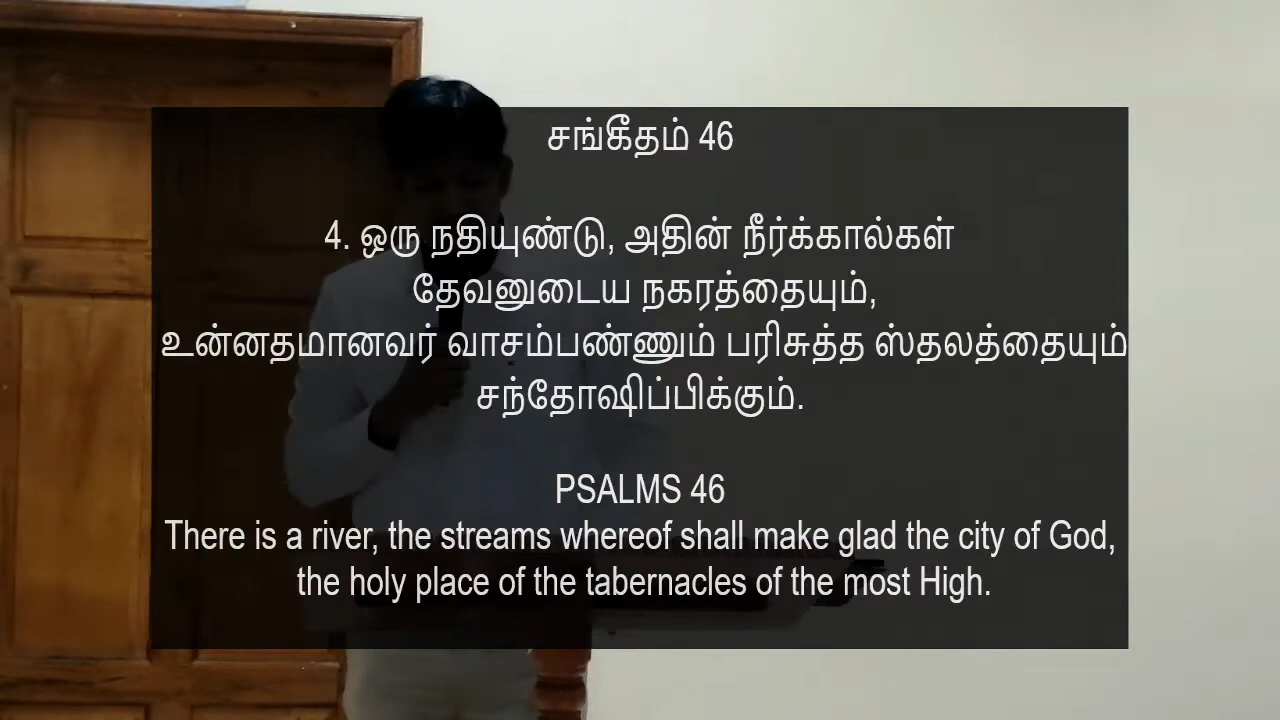 சங்கீதம் 46
4. ஒரு நதியுண்டு, அதின் நீர்க்கால்கள்
தேவனுடைய நகரத்தையும்,
உன்னதமானவர் வாசம்பண்ணும் பரிசுத்த ஸ்தலத்தையும்
சந்தோஷிப்பிக்கும்.
PSALMS 46
There is a river, the streams whereof shall make glad the city of God,
the holy place of the tabernacles of the most High.